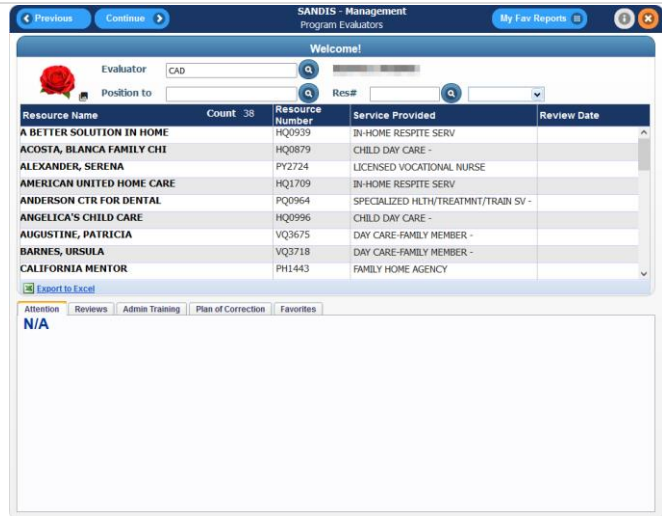 Previous Continue SANDIS - Management My Fav Reports
Program Evaluators
Welcome!
Evaluator CAD
Position to Res#
Resource Name Count 38 Resource Number Service Provided Review Date
A BETTER SOLUTION IN HOME HQ0939 IN-HOME RESPITE SERV
ACOSTA, BLANCA FAMILY CHI HQ0879 CHILD DAY CARE -
ALEXANDER, SERENA PY2724 LICENSED VOCATIONAL NURSE
AMERICAN UNITED HOME CARE HQ1709 IN-HOME RESPITE SERV
ANDERSON CTR FOR DENTAL PQ0964 SPECIALIZED HLTH/TREATMNT/TRAIN SV -
ANGELICA'S CHILD CARE HQ0996 CHILD DAY CARE -
AUGUSTINE, PATRICIA VQ3675 DAY CARE-FAMILY MEMBER -
BARNES, URSULA VQ3718 DAY CARE-FAMILY MEMBER -
CALIFORNIA MENTOR PH1443 FAMILY HOME AGENCY
Export to Excel
Attention Reviews Admin Training Plan of Correction Favorites
N/A